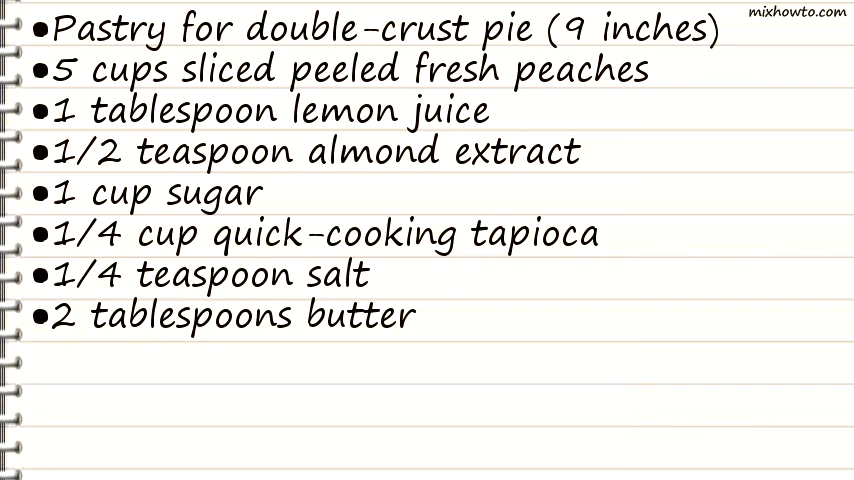 mixhowto.com
•Pastry for double-crust pie (9 inches)
•5 cups sliced peeled fresh peaches
•1 tablespoon lemon juice
•1/2 teaspoon almond extract
•1 cup sugar
•1/4 cup quick-cooking tapioca
•1/4 teaspoon salt
•2 tablespoons butter